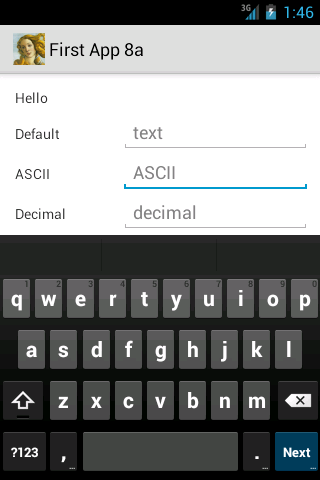 3G 1:46
First App 8a
Hello
Default text
ASCII ASCII
Decimal decimal
1 2 3 4 5 6 7 8 9 0
q w e r t y u i o p
a s d f g h j k l
z x c v b n m
?123 , ... . ... Next ...